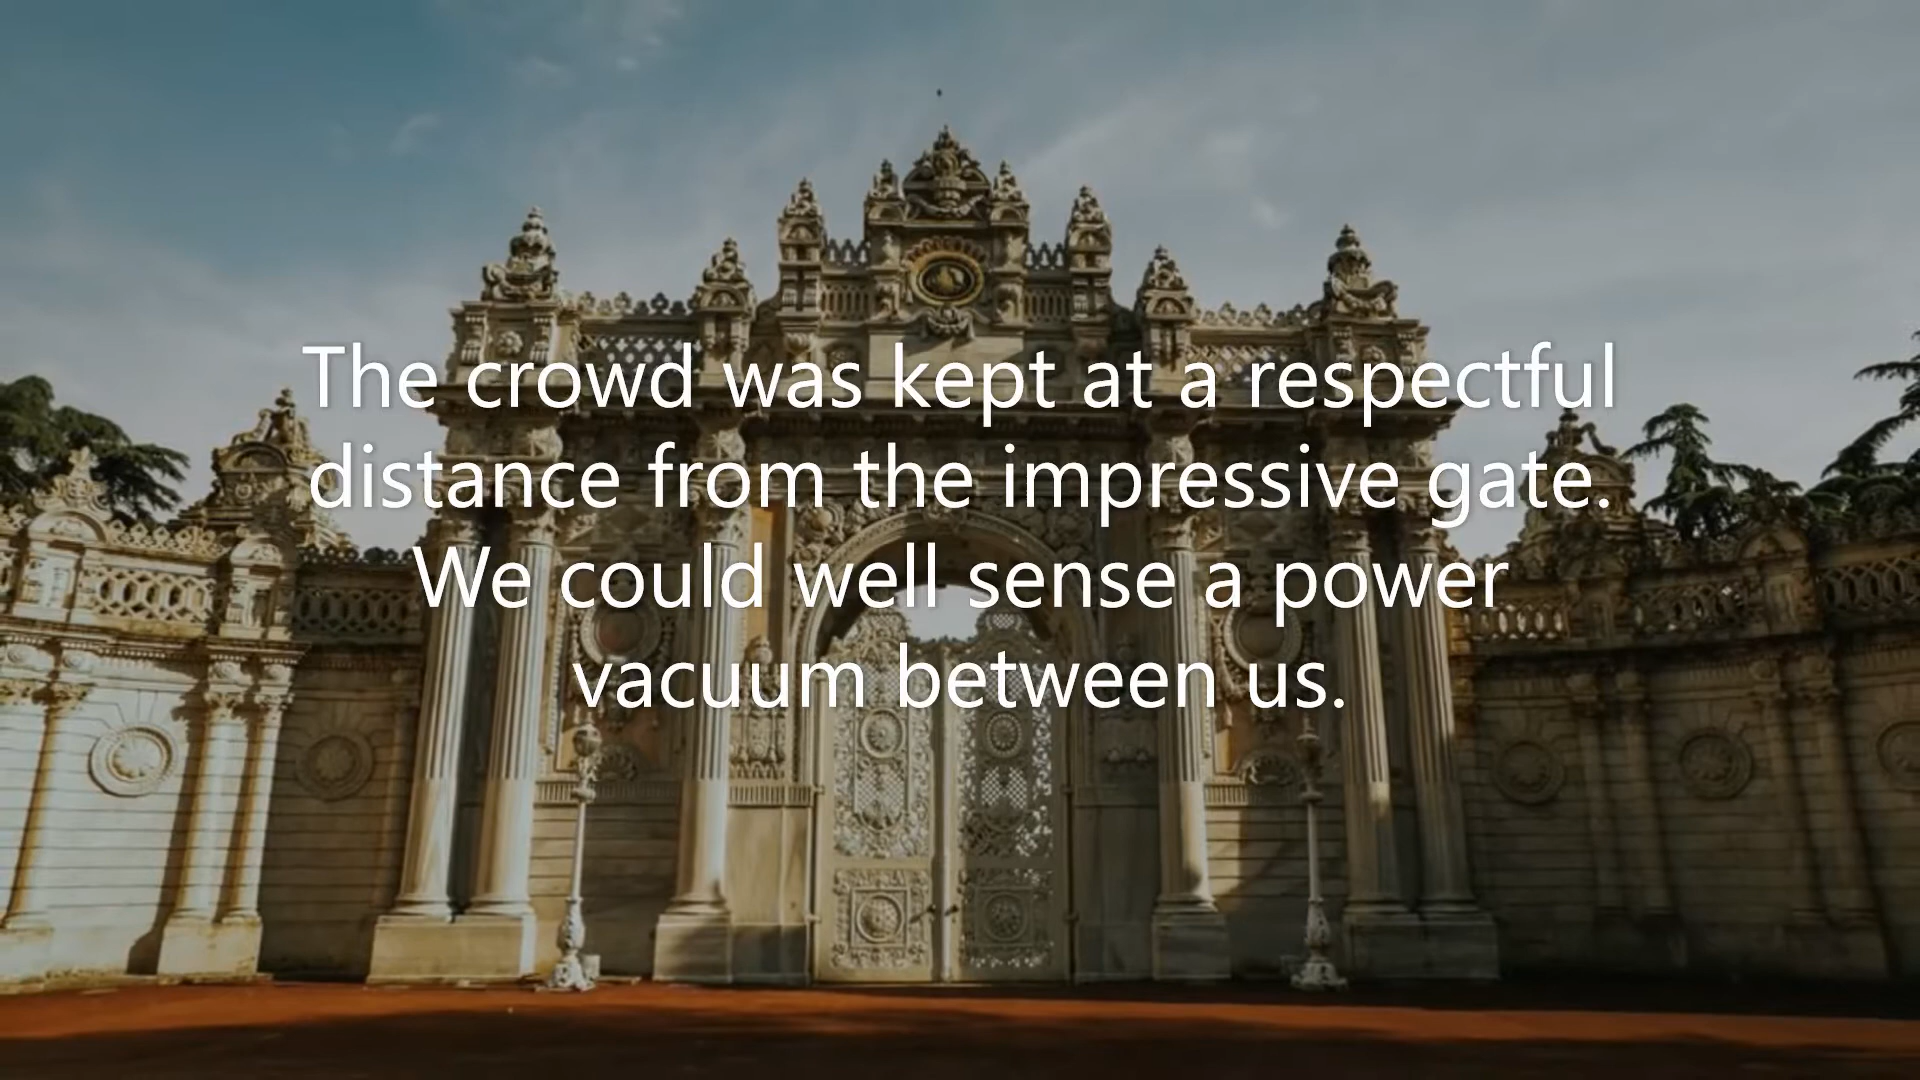 The crowd was kept at a respectful
distance from the impressive gate.
We could well sense a power
vacuum between us.